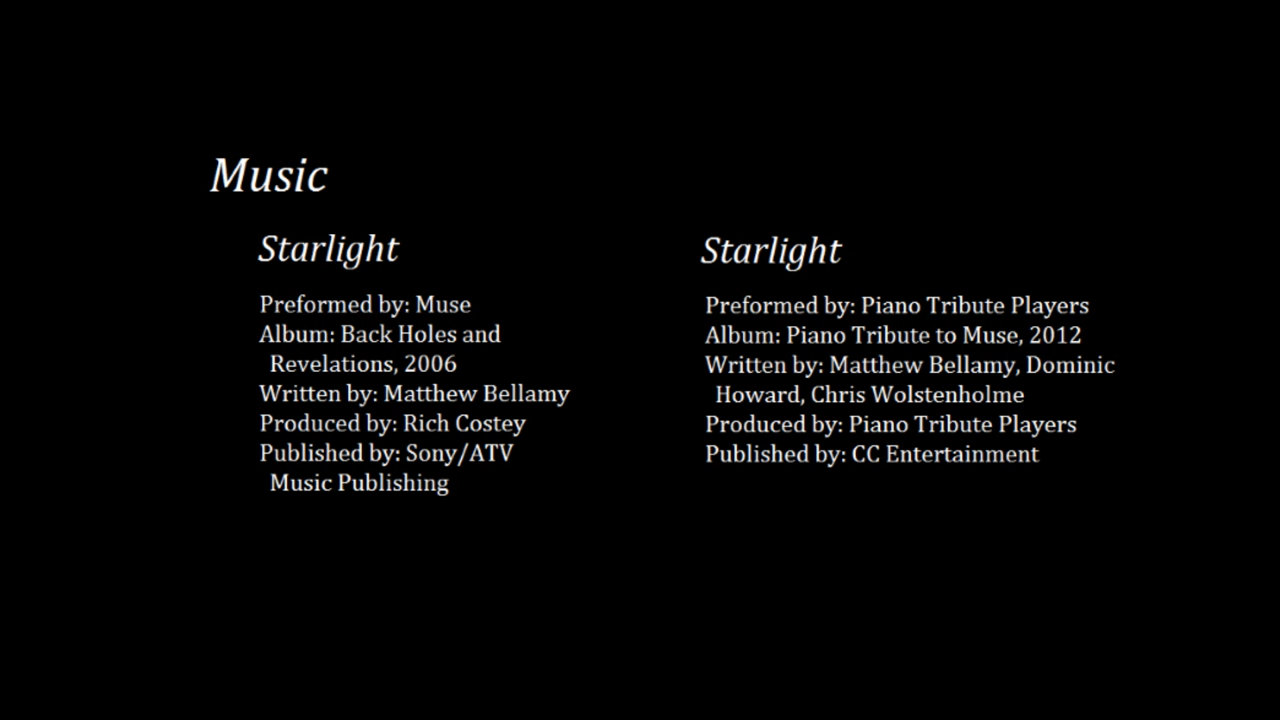 Music
Starlight
Preformed by: Muse
Album: Back Holes and
Revelations, 2006
Written by: Matthew Bellamy
Produced by: Rich Costey
Published by: Sony/ATV
Music Publishing
Starlight
Preformed by: Piano Tribute Players
Album: Piano Tribute to Muse, 2012
Written by: Matthew Bellamy, Dominic
Howard, Chris Wolstenholme
Produced by: Piano Tribute Players
Published by: CC Entertainment